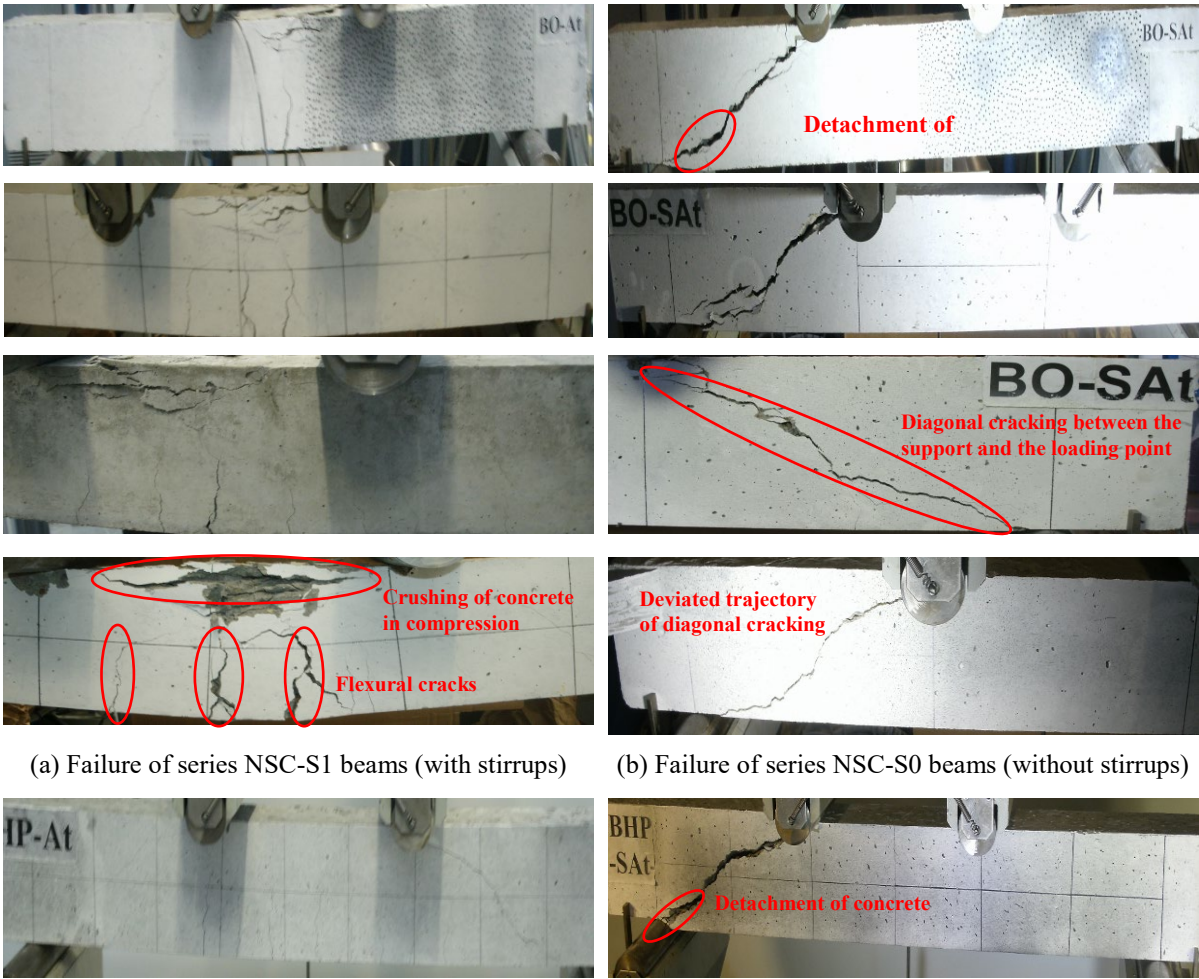 BO-At
BO-SAt
Detachment of
BO-SAt
BO-SAt
Diagonal cracking between the
support and the loading point
Crushing of concrete
in compression
Flexural cracks
Deviated trajectory
of diagonal cracking
(a) Failure of series NSC-S1 beams (with stirrups)
(b) Failure of series NSC-S0 beams (without stirrups)
HP-At
BHP
-SAt-
Detachment of concrete